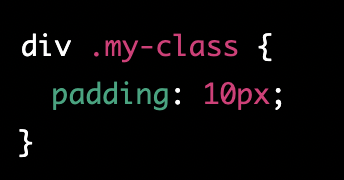 div .my-class {
  padding: 10px;
}